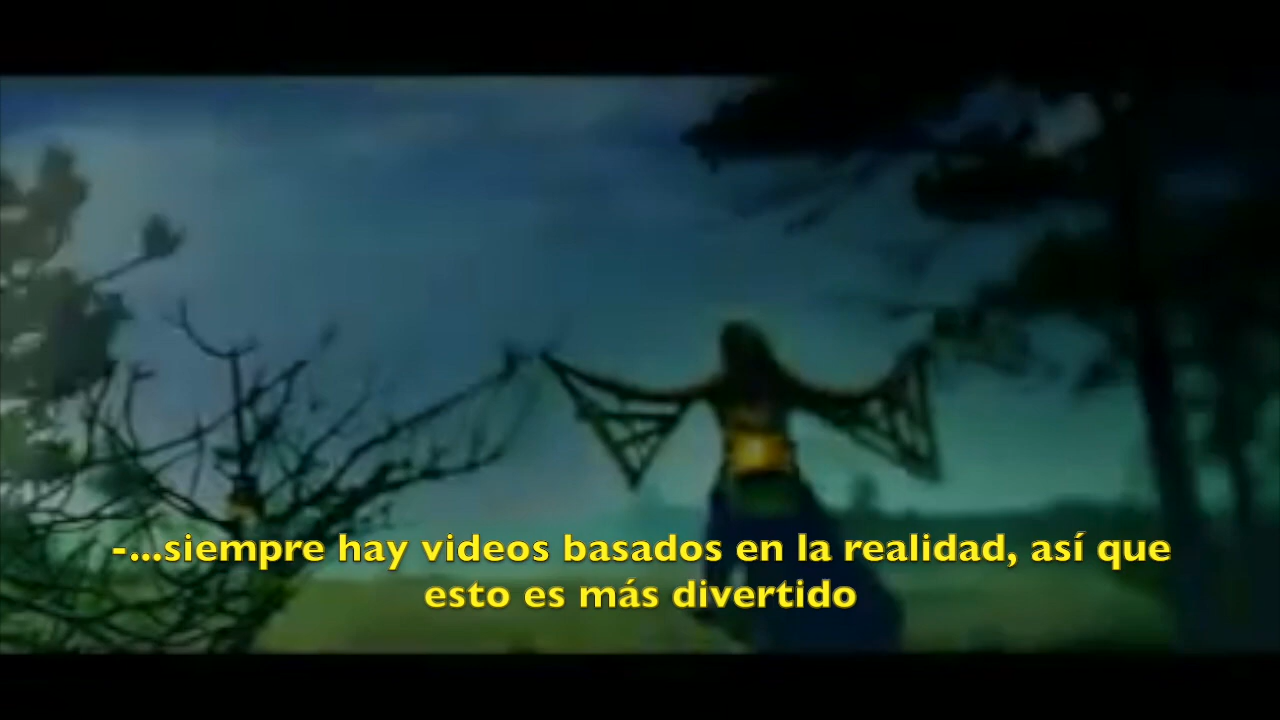 -...siempre hay videos basados en la realidad, así que
esto es más divertido